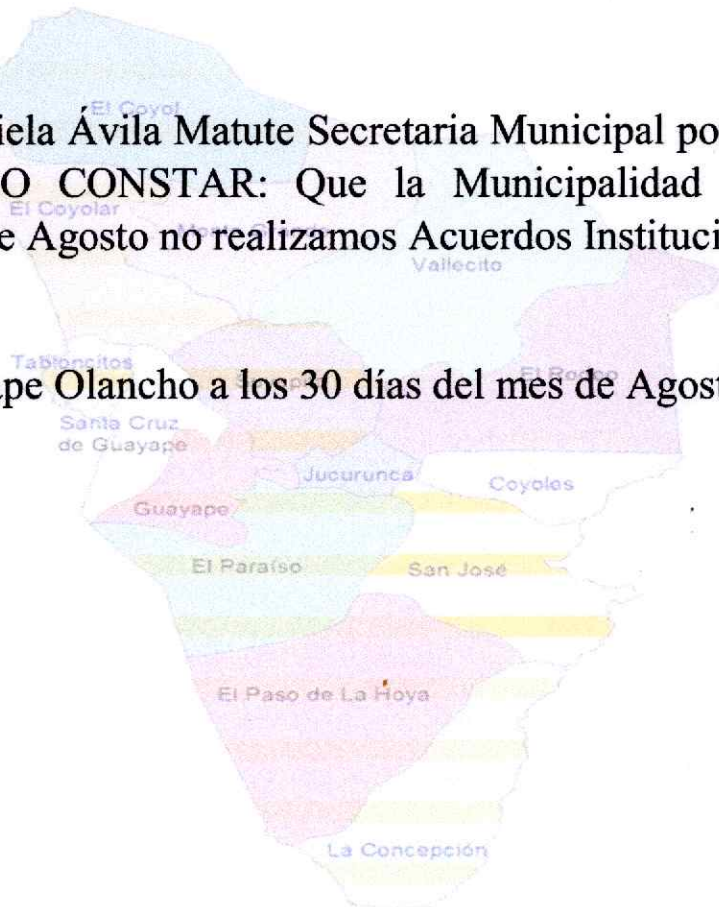 El Coyol
iela Ávila Matute Secretaria Municipal po
O CONSTAR: Que la Municipalidad
El Coyolar
e Agosto no realizamos Acuerdos Instituci
Vallecito
Tabloncitos
El Rodeo
ape Olancho a los 30 días del mes de Agost
Santa Cruz
de Guayape
Jucurunca
Coyoles
Guayape
El Paraíso
San José
El Paso de La Hoya
La Concepción